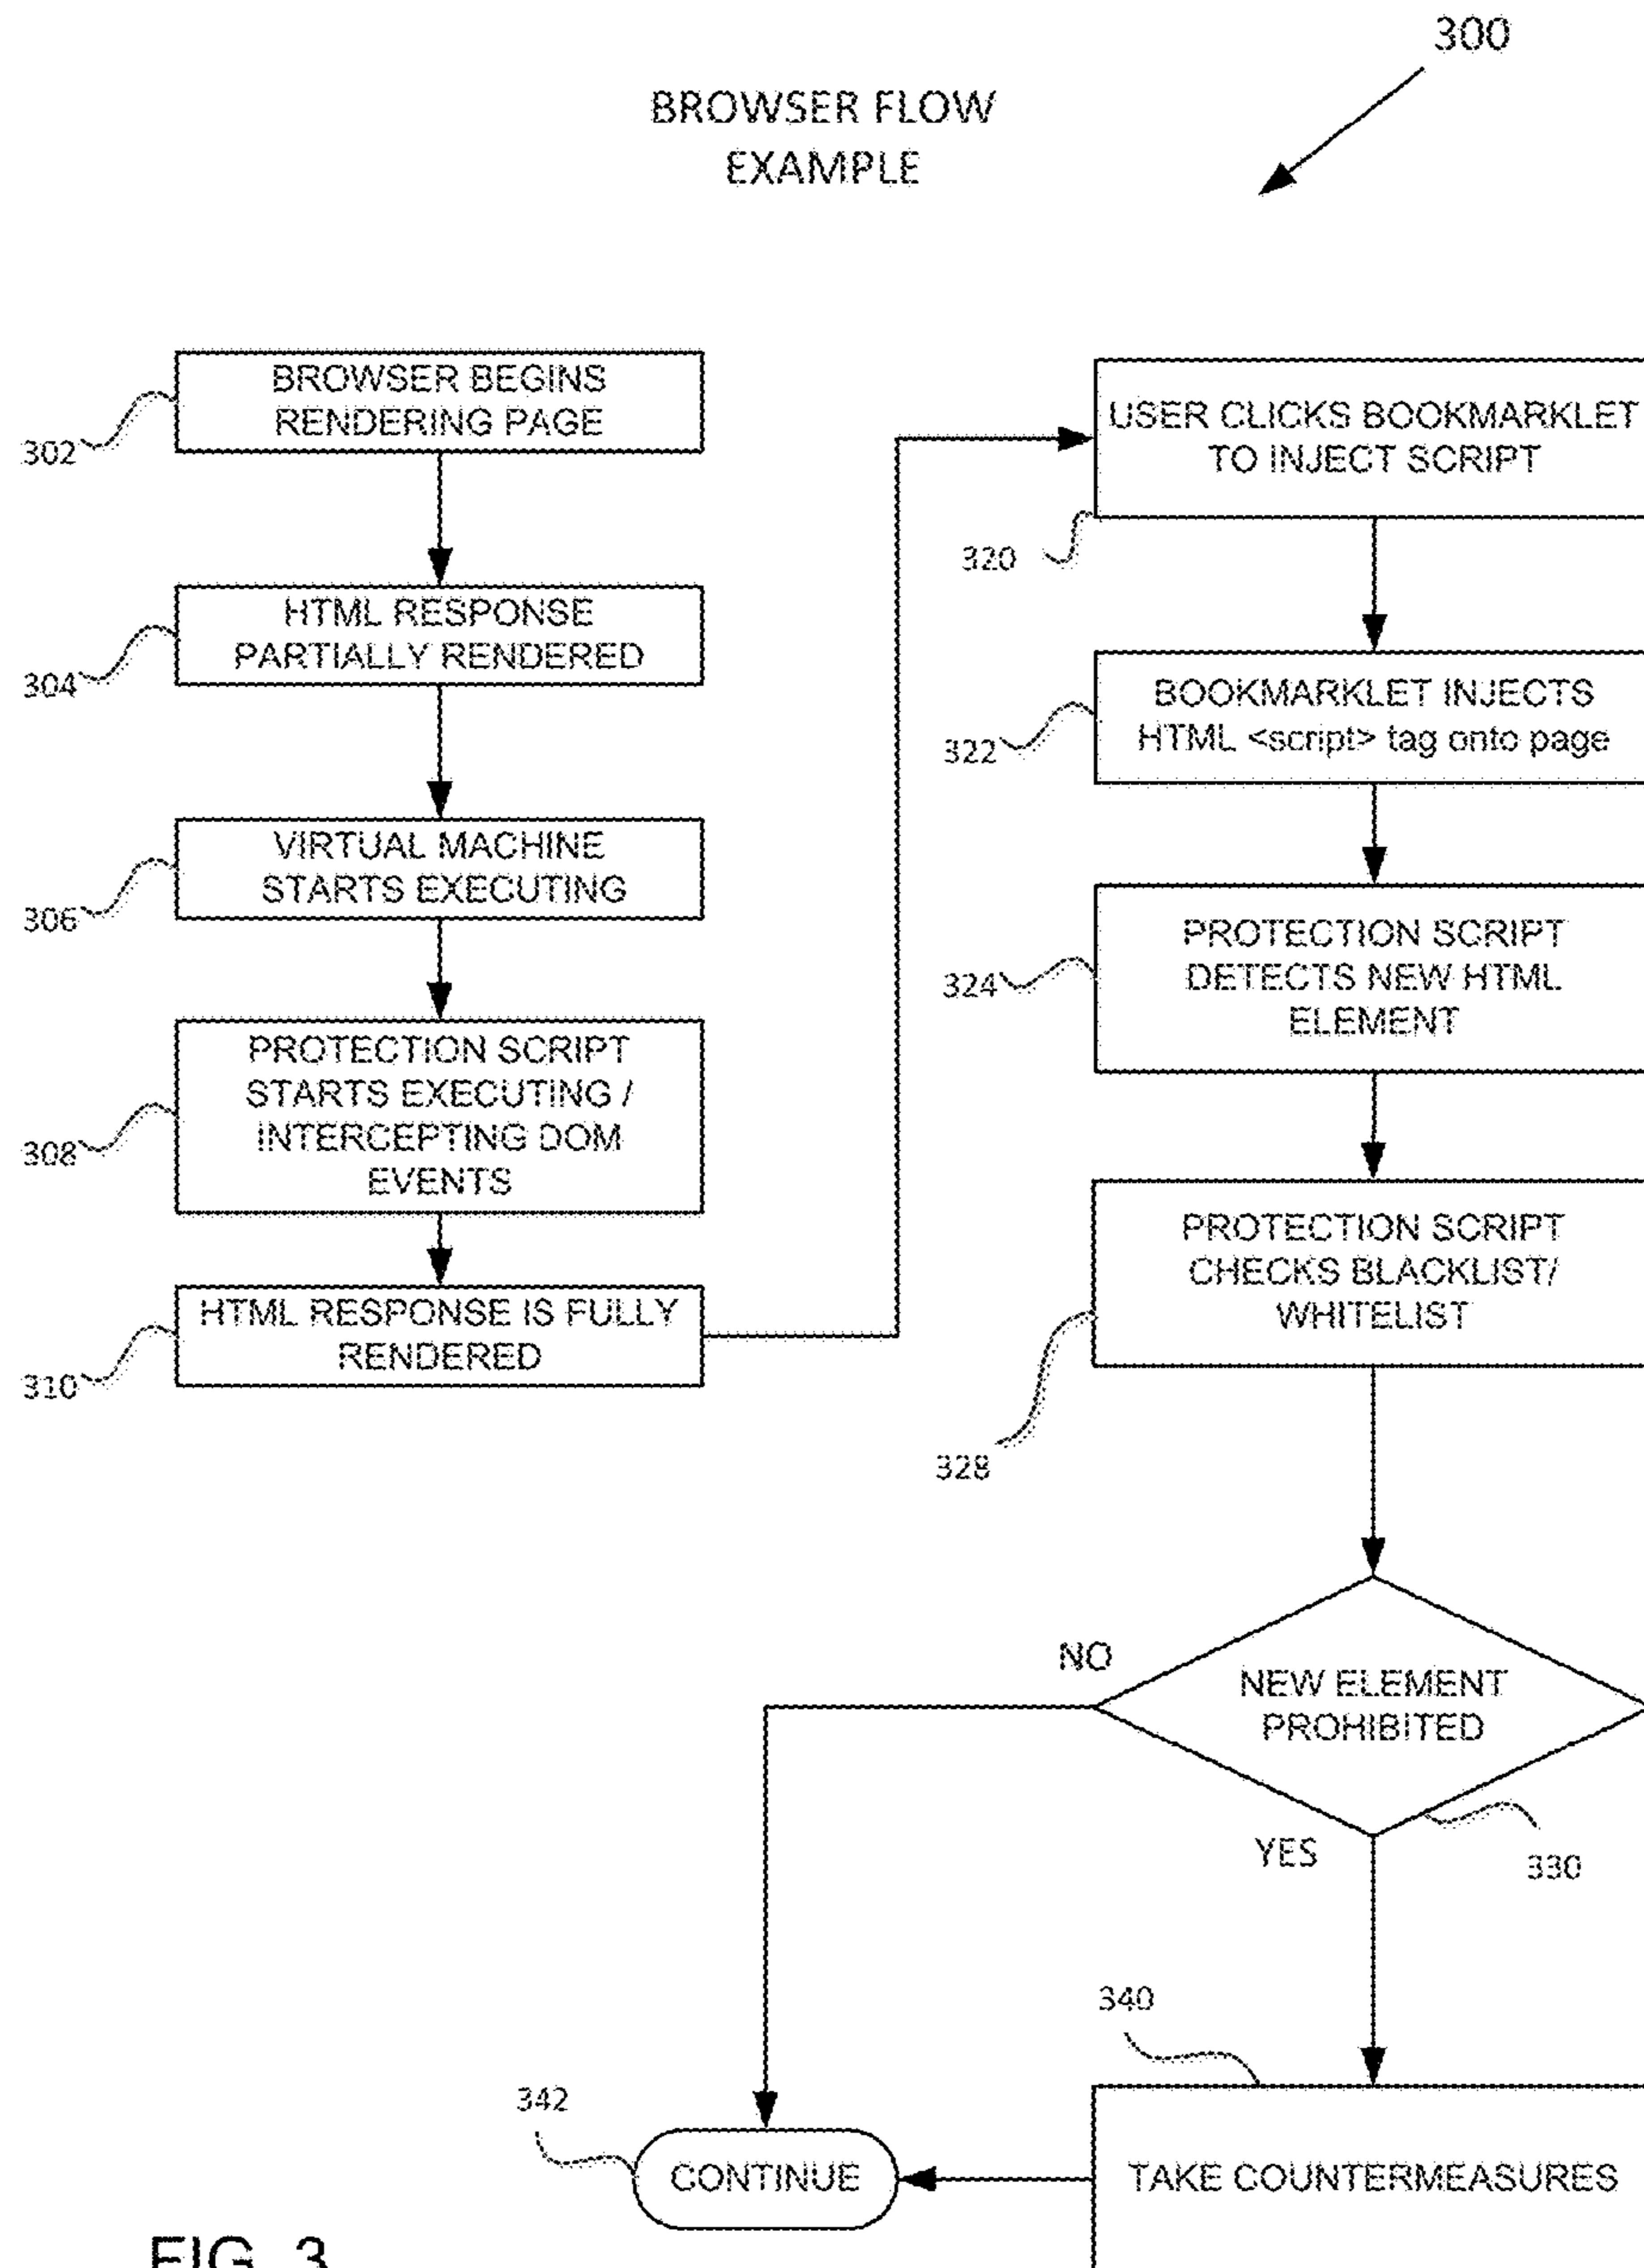 300
BROWSER FLOW
EXAMPLE
BROWSER BEGINS
RENDERING PAGE
302
HTML RESPONSE
PARTIALLY RENDERED
304
VIRTUAL MACHINE
STARTS EXECUTING
306
PROTECTION SCRIPT
STARTS EXECUTING /
INTERCEPTING DOM
EVENTS
308
HTML RESPONSE IS FULLY
RENDERED
310
USER CLICKS BOOKMARKLET
TO INJECT SCRIPT
320
BOOKMARKLET INJECTS
HTML <script> tag onto page
322
PROTECTION SCRIPT
DETECTS NEW HTML
ELEMENT
324
PROTECTION SCRIPT
CHECKS BLACKLIST/
WHITELIST
328
NO
NEW ELEMENT
PROHIBITED
YES
330
340
342
CONTINUE
TAKE COUNTERMEASURES
FIG. 3